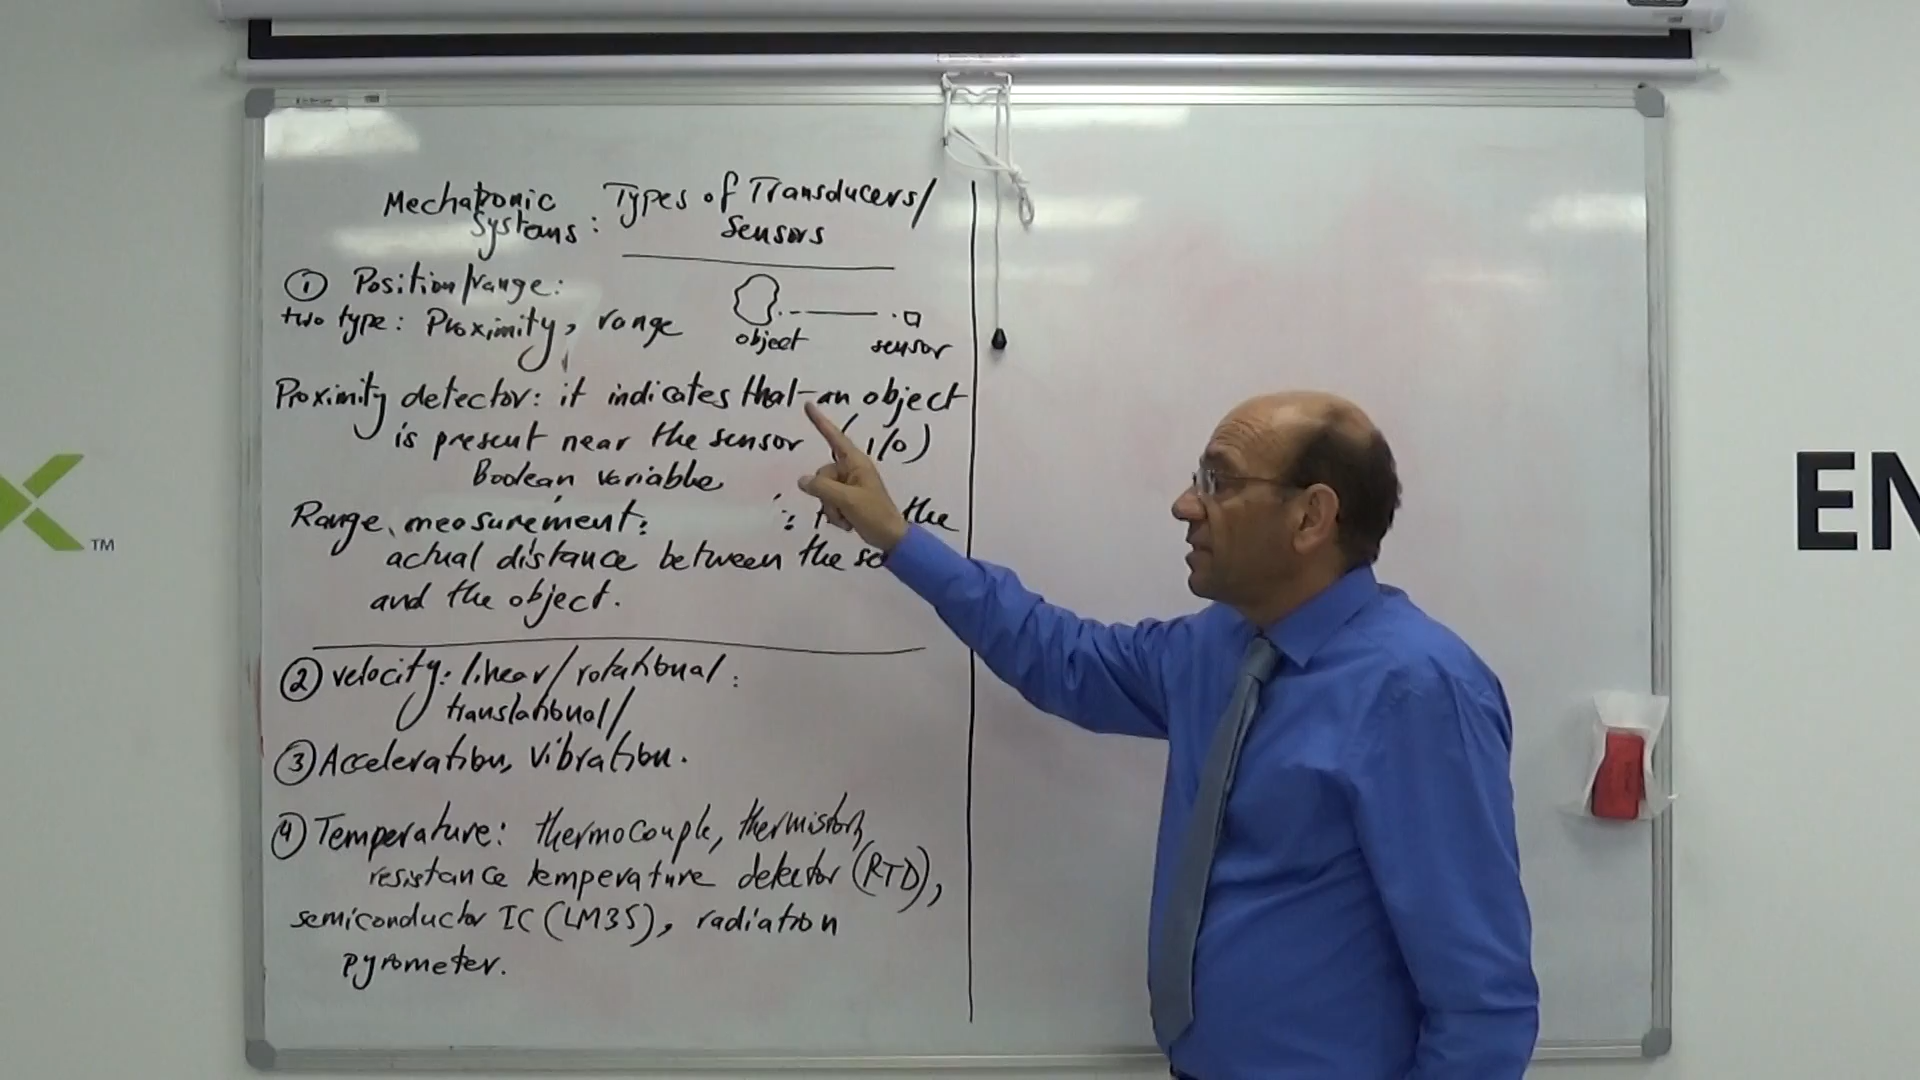 Mechatronic Types of Transducers/
Systems: Sensors
① Position/range:
two type: Proximity, range
object
sensor
Proximity detector: it indicates that an object
is present near the sensor (1/0)
Boolean variable
Range measurement: : the
actual distance between the
and the object.
② velocity: linear/rotational:
translational/
③ Acceleration, Vibration.
④ Temperature: thermocouple, thermistor,
resistance temperature detector (RTD),
semiconductor IC (LM35), radiation
pyrometer.
X
TM
EN